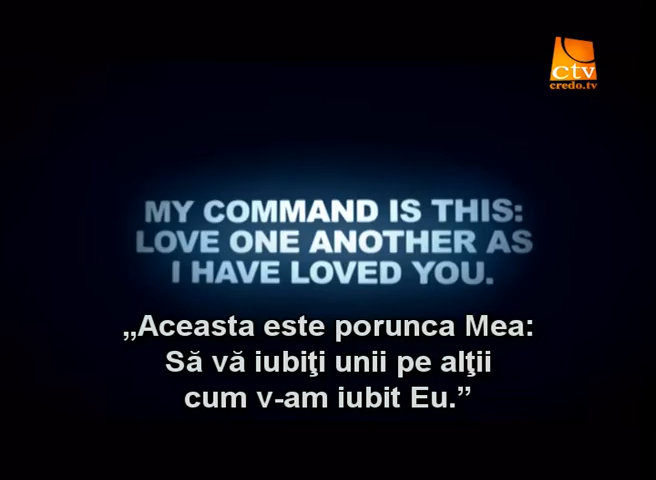 ctv
credo.tv
MY COMMAND IS THIS:
LOVE ONE ANOTHER AS
I HAVE LOVED YOU.
„Aceasta este porunca Mea:
Să vă iubiţi unii pe alţii
cum v-am iubit Eu.”